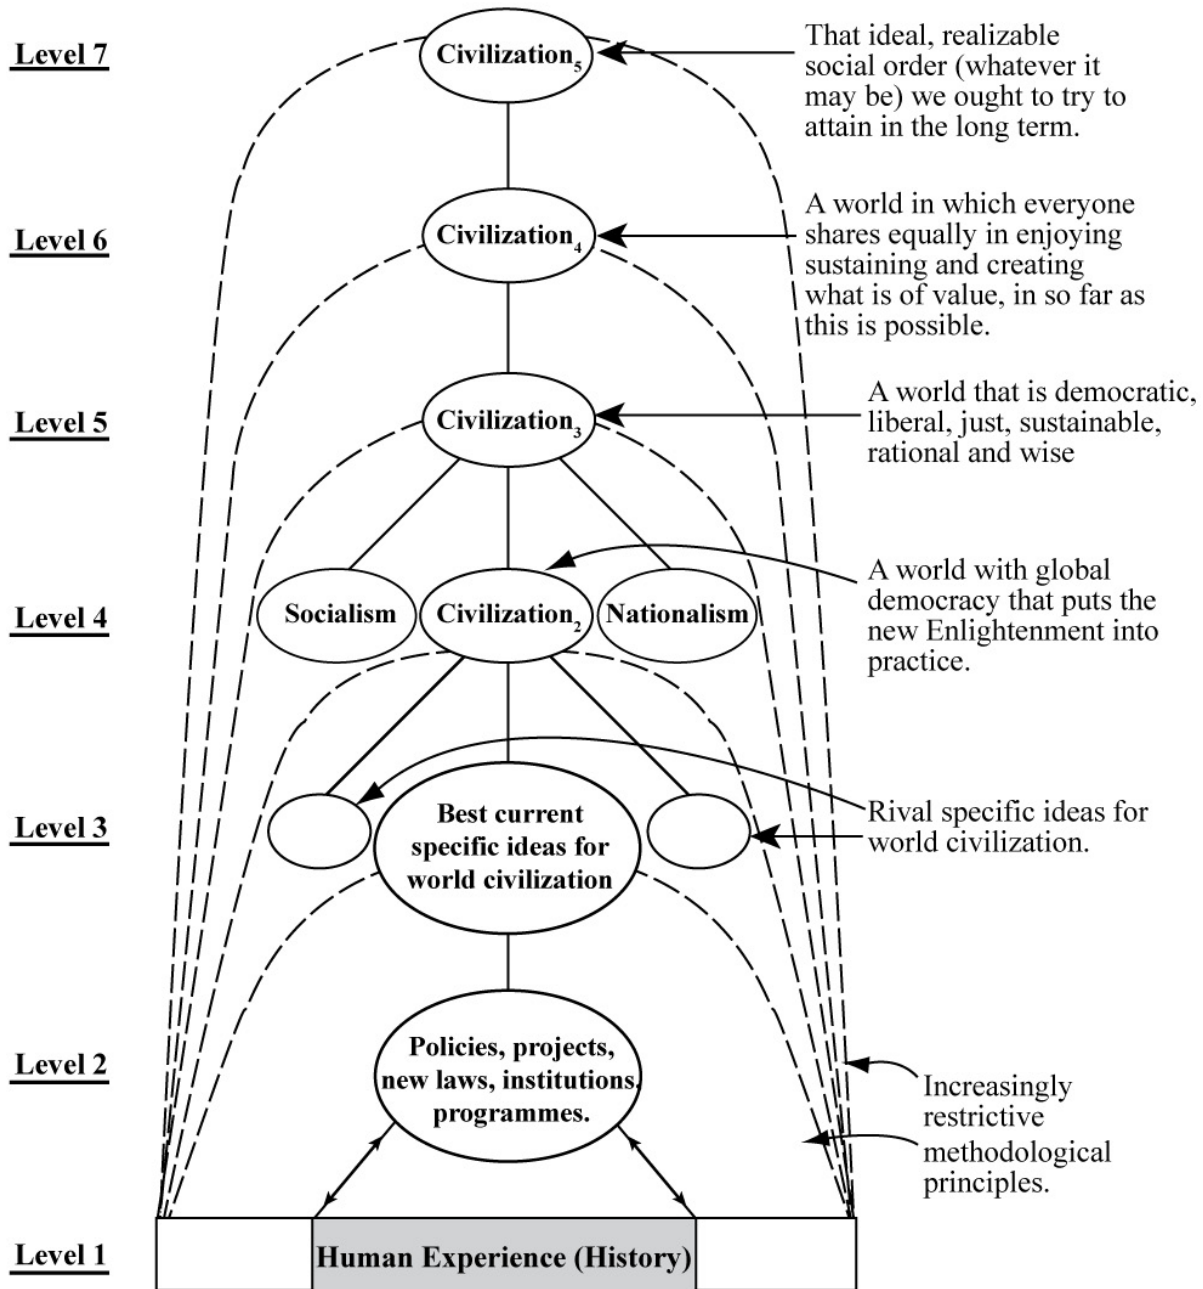 Level 7
Civilization₅
That ideal, realizable
social order (whatever it
may be) we ought to try to
attain in the long term.
Level 6
Civilization₄
A world in which everyone
shares equally in enjoying
sustaining and creating
what is of value, in so far as
this is possible.
Level 5
Civilization₃
A world that is democratic,
liberal, just, sustainable,
rational and wise
Level 4
Socialism
Civilization₂
Nationalism
A world with global
democracy that puts the
new Enlightenment into
practice.
Level 3
Best current
specific ideas for
world civilization
Rival specific ideas for
world civilization.
Level 2
Policies, projects,
new laws, institutions,
programmes.
Increasingly
restrictive
methodological
principles.
Level 1
Human Experience (History)